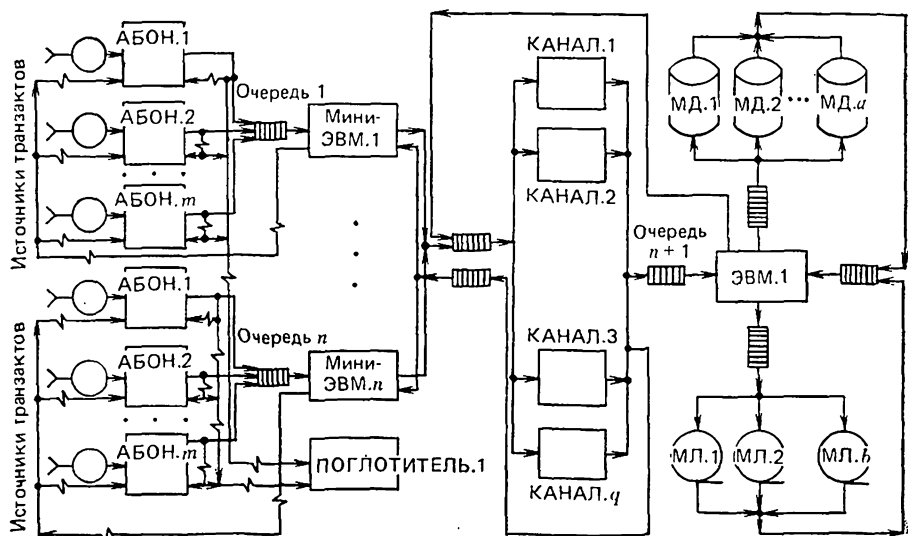 Источники транзактов
АБОН.1
АБОН.2
АБОН.m
Очередь 1
Мини-
ЭВМ.1
Источники транзактов
АБОН.1
АБОН.2
АБОН.m
Очередь n
Мини-
ЭВМ.n
ПОГЛОТИТЕЛЬ.1
КАНАЛ.1
КАНАЛ.2
КАНАЛ.3
КАНАЛ.q
Очередь
n + 1
МД.1
МД.2
МД.a
ЭВМ.1
МЛ.1
МЛ.2
МЛ.b